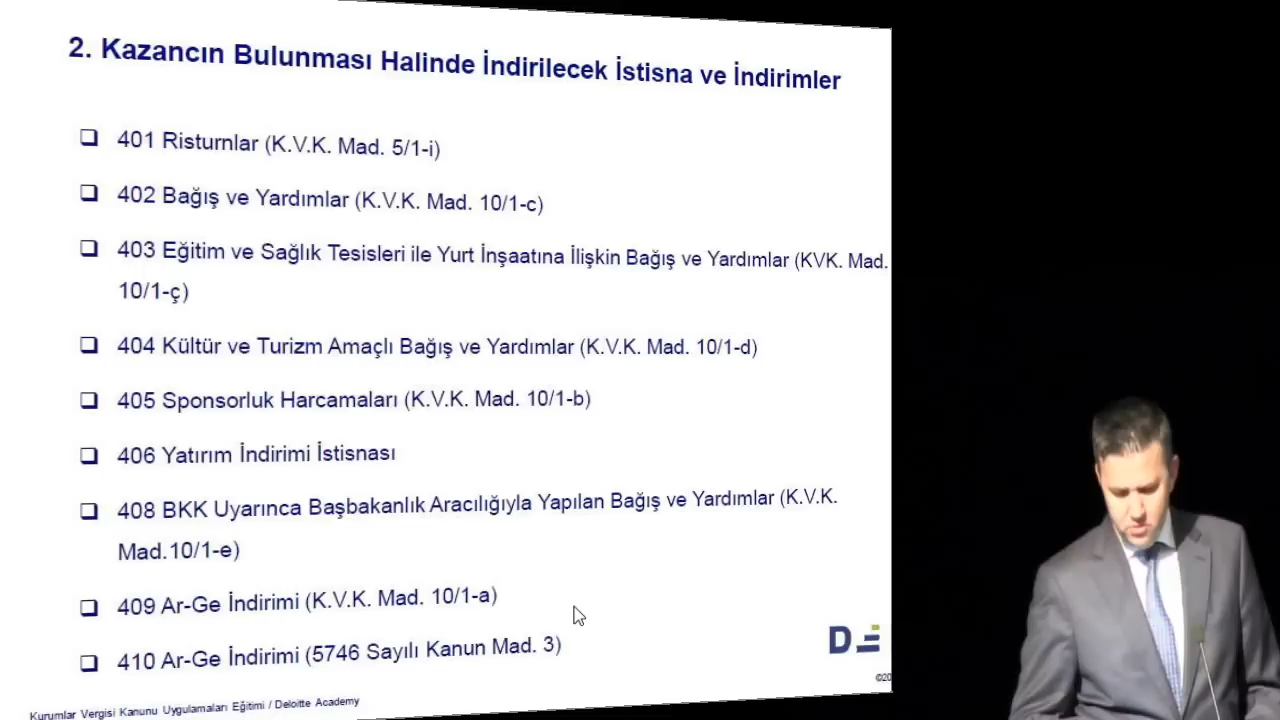 2. Kazancın Bulunması Halinde İndirilecek İstisna ve İndirimler
401 Risturnlar (K.V.K. Mad. 5/1-i)
402 Bağış ve Yardımlar (K.V.K. Mad. 10/1-c)
403 Eğitim ve Sağlık Tesisleri ile Yurt İnşaatına İlişkin Bağış ve Yardımlar (KVK. Mad.
10/1-ç)
404 Kültür ve Turizm Amaçlı Bağış ve Yardımlar (K.V.K. Mad. 10/1-d)
405 Sponsorluk Harcamaları (K.V.K. Mad. 10/1-b)
406 Yatırım İndirimi İstisnası
408 BKK Uyarınca Başbakanlık Aracılığıyla Yapılan Bağış ve Yardımlar (K.V.K.
Mad.10/1-e)
409 Ar-Ge İndirimi (K.V.K. Mad. 10/1-a)
410 Ar-Ge İndirimi (5746 Sayılı Kanun Mad. 3)
©20
Kurumlar Vergisi Kanunu Uygulamaları Eğitimi / Deloitte Academy